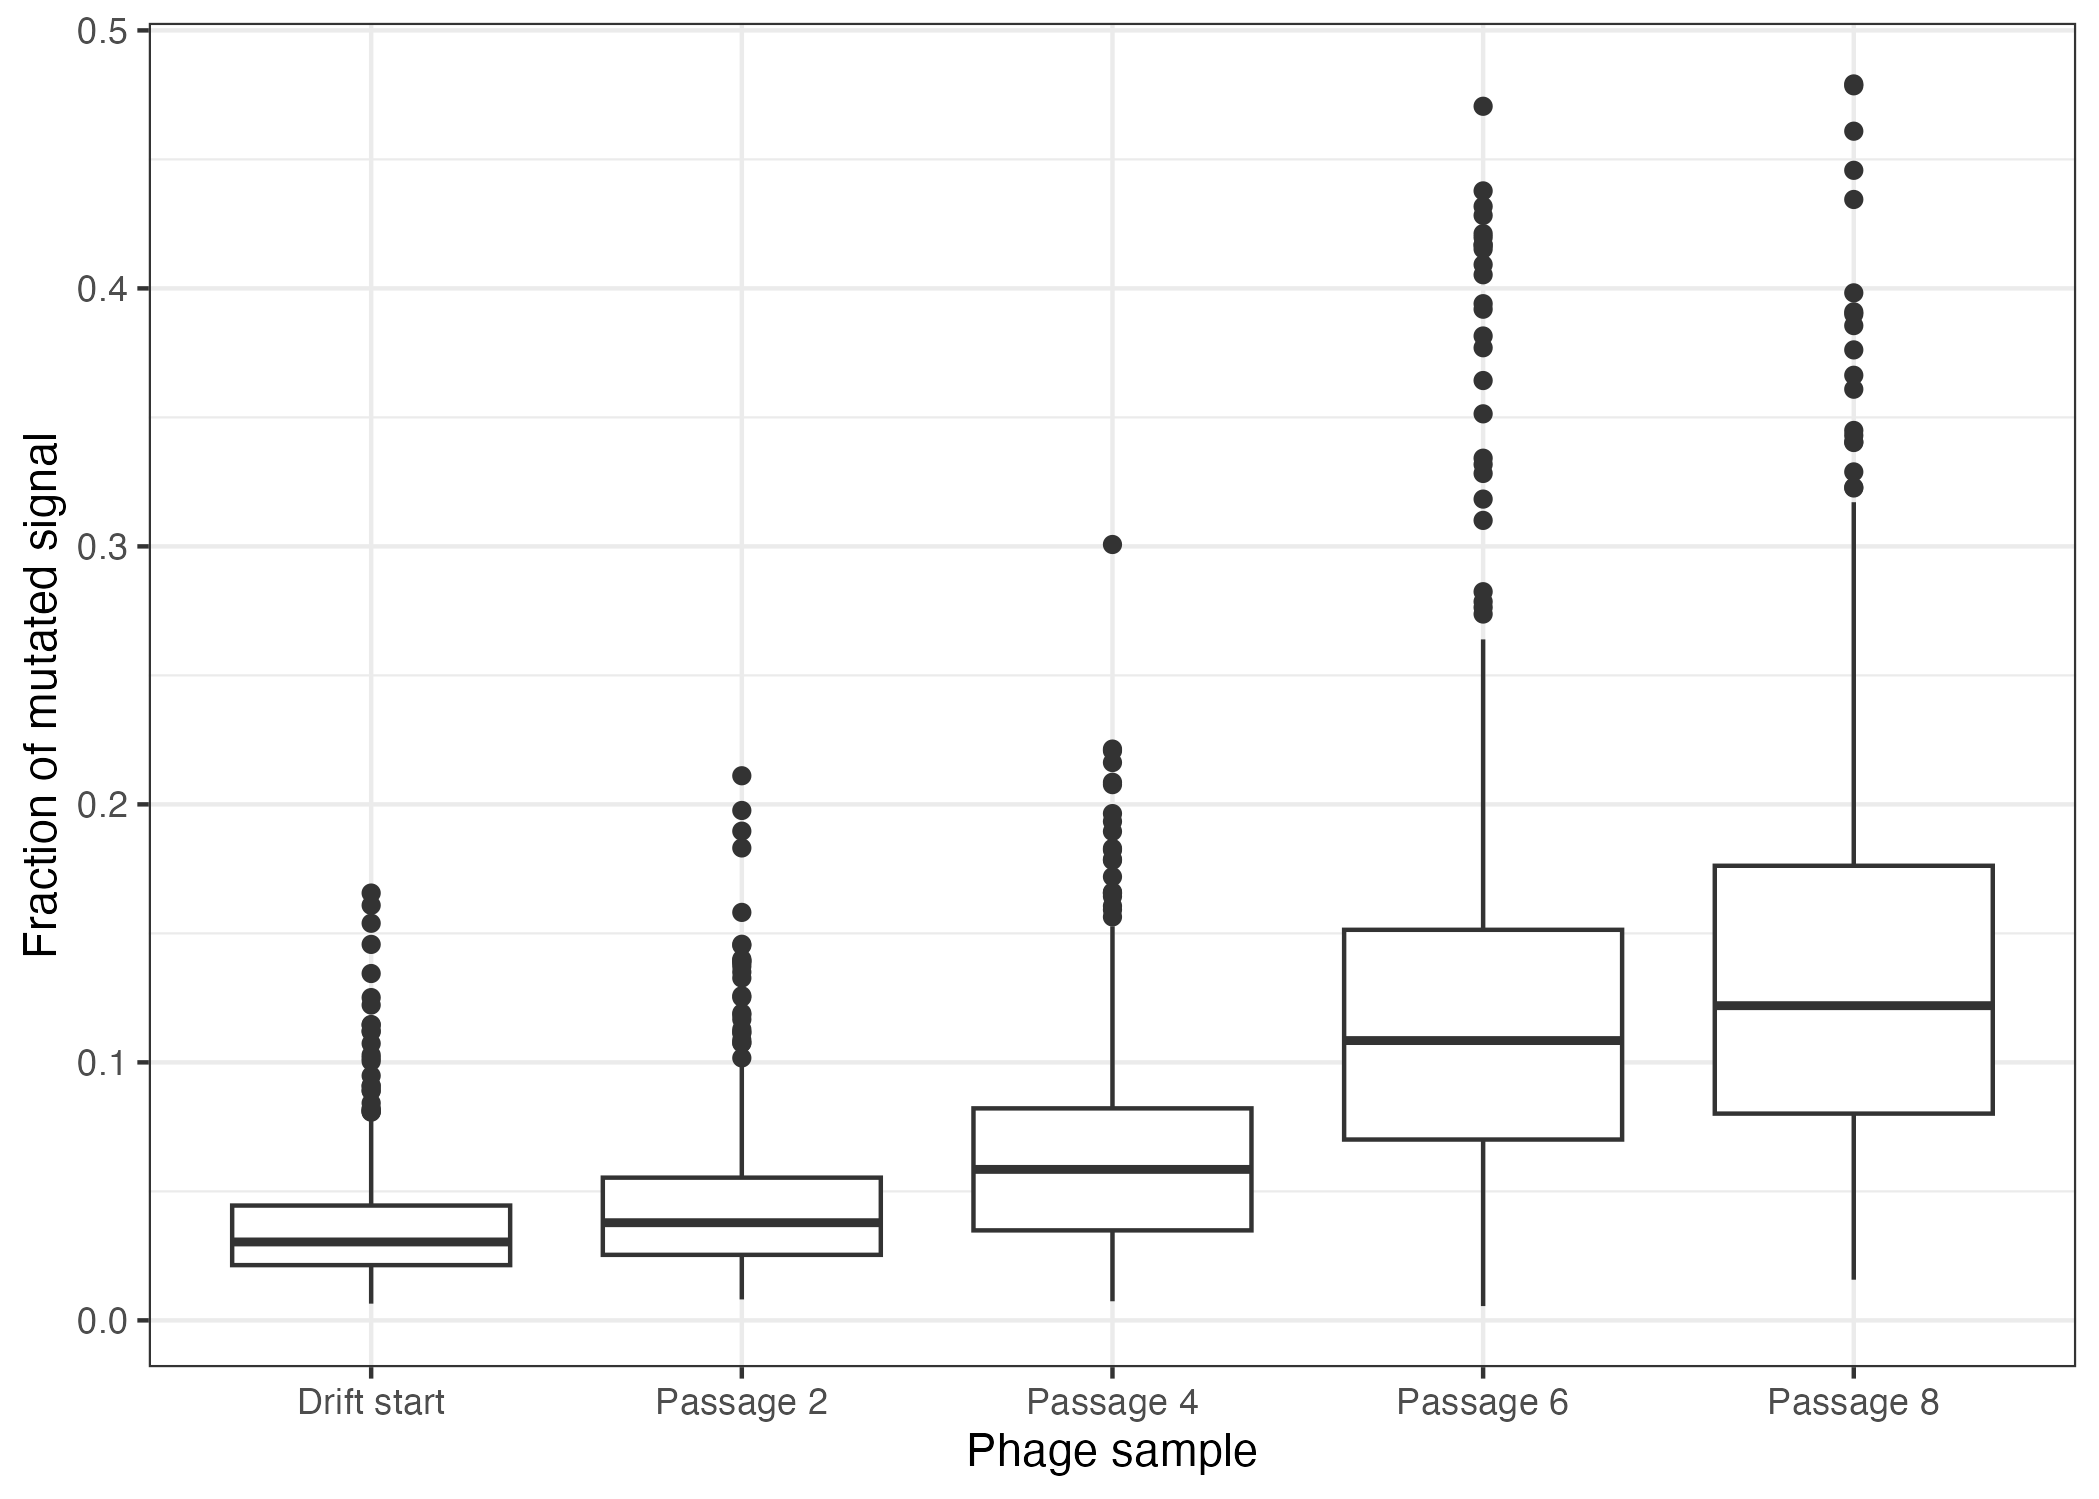 Fraction of mutated signal
0.5
0.4
0.3
0.2
0.1
0.0
Drift start
Passage 2
Passage 4
Passage 6
Passage 8
Phage sample